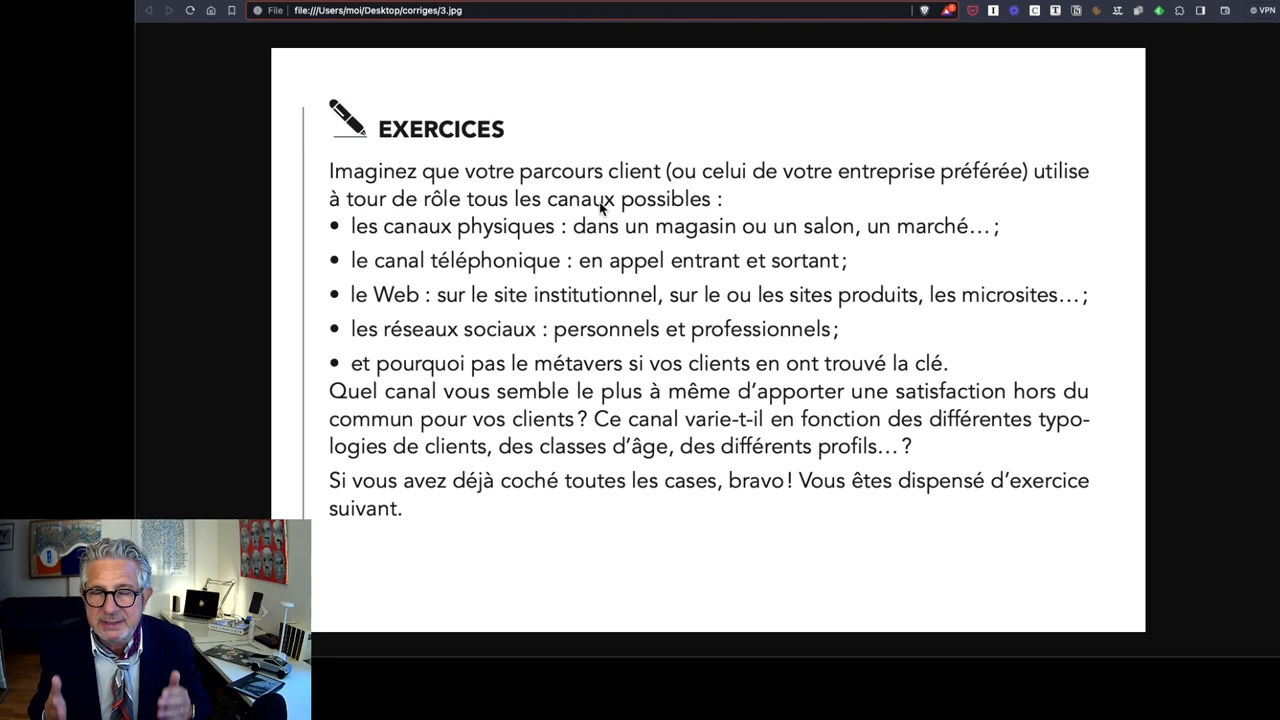 File
file:///Users/moi/Desktop/corriges/3.jpg
VPN
EXERCICES
Imaginez que votre parcours client (ou celui de votre entreprise préférée) utilise
à tour de rôle tous les canaux possibles :
• les canaux physiques : dans un magasin ou un salon, un marché… ;
• le canal téléphonique : en appel entrant et sortant ;
• le Web : sur le site institutionnel, sur le ou les sites produits, les microsites… ;
• les réseaux sociaux : personnels et professionnels ;
• et pourquoi pas le métavers si vos clients en ont trouvé la clé.
Quel canal vous semble le plus à même d’apporter une satisfaction hors du
commun pour vos clients ? Ce canal varie-t-il en fonction des différentes typo-
logies de clients, des classes d’âge, des différents profils… ?
Si vous avez déjà coché toutes les cases, bravo ! Vous êtes dispensé d’exercice
suivant.